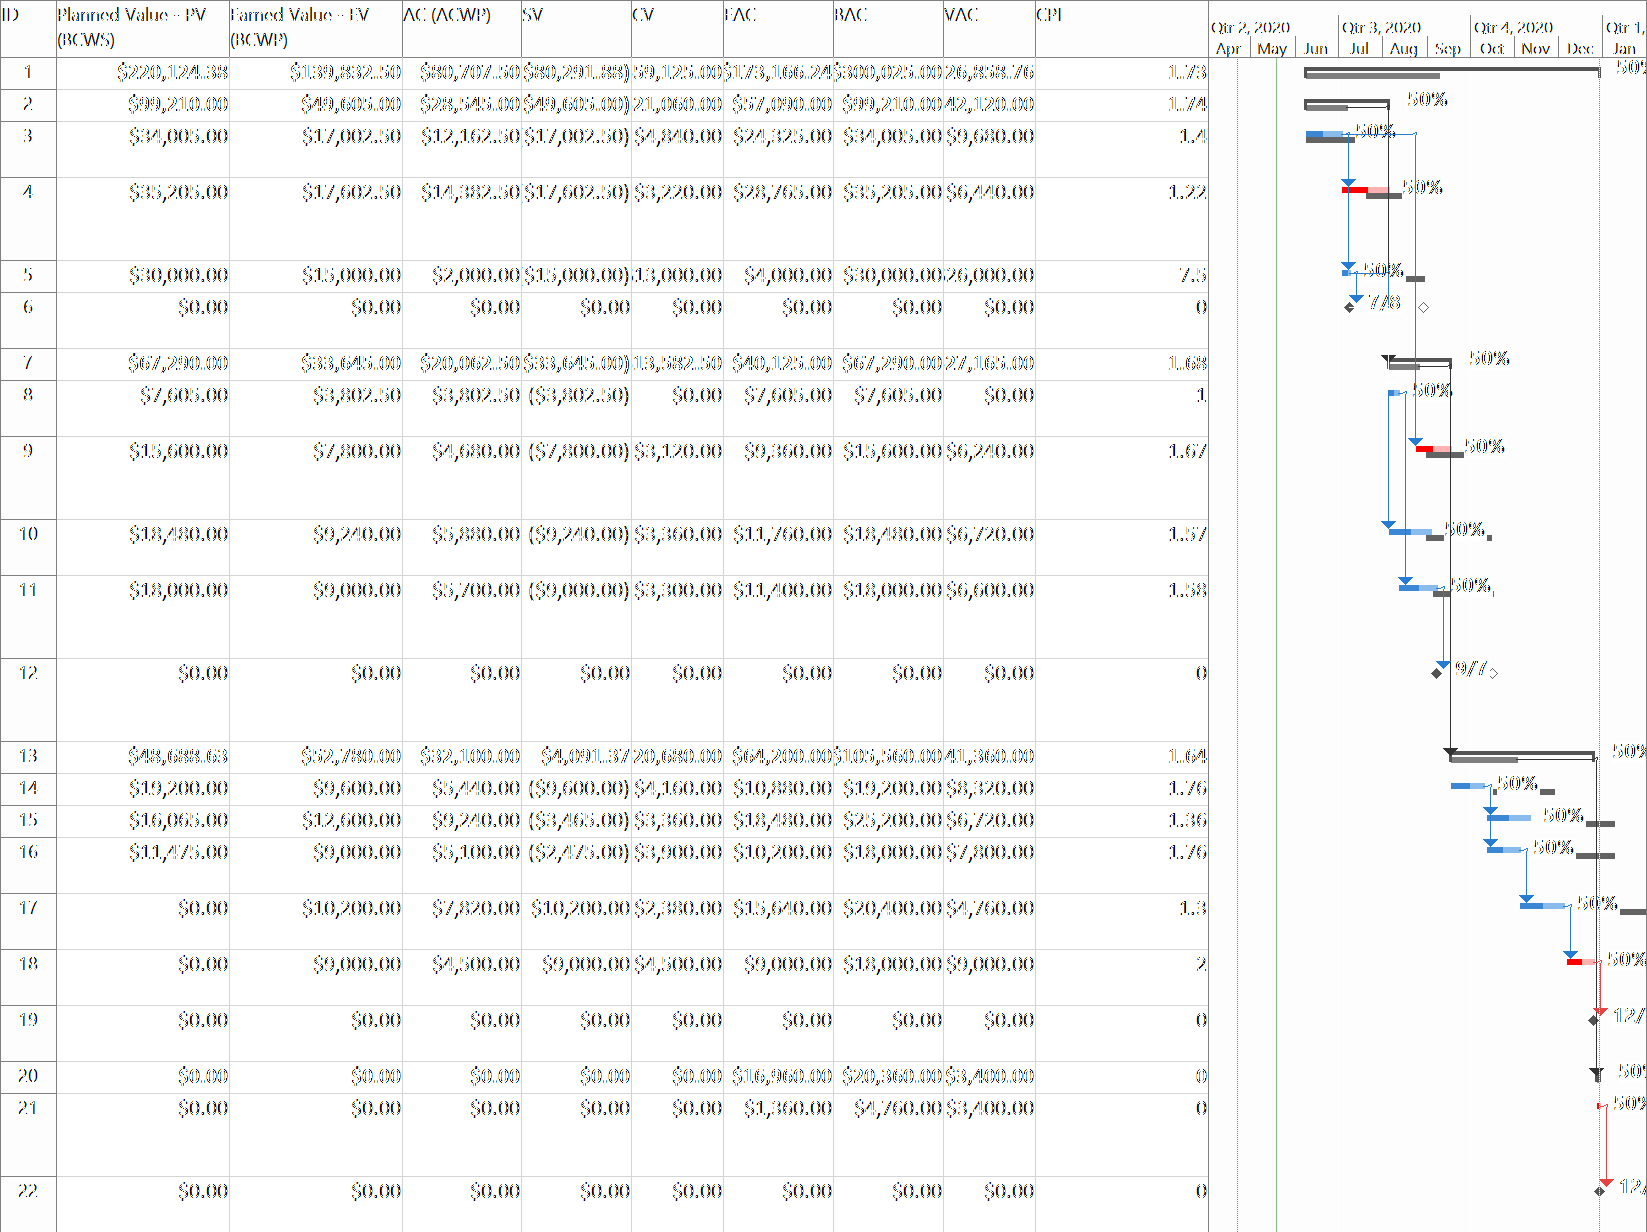 ID Planned Value - PV (BCWS) Earned Value - EV (BCWP) AC (ACWP) SV CV EAC BAC VAC CPI
Qtr 2, 2020 Qtr 3, 2020 Qtr 4, 2020 Qtr 1,
Apr May Jun Jul Aug Sep Oct Nov Dec Jan
1 $220,124.38 $139,832.50 $80,707.50 $80,291.88) 59,125.00 $173,166.24 $300,025.00 26,858.76 1.73 50%
2 $99,210.00 $49,605.00 $28,545.00 $49,605.00) 21,060.00 $57,090.00 $99,210.00 42,120.00 1.74 50%
3 $34,005.00 $17,002.50 $12,162.50 $17,002.50) $4,840.00 $24,325.00 $34,005.00 $9,680.00 1.4 50%
4 $35,205.00 $17,602.50 $14,382.50 $17,602.50) $3,220.00 $28,765.00 $35,205.00 $6,440.00 1.22 50%
5 $30,000.00 $15,000.00 $2,000.00 $15,000.00) 13,000.00 $4,000.00 $30,000.00 26,000.00 7.5 50%
6 $0.00 $0.00 $0.00 $0.00 $0.00 $0.00 $0.00 $0.00 0 7/8
7 $67,290.00 $33,645.00 $20,062.50 $33,645.00) 13,582.50 $40,125.00 $67,290.00 27,165.00 1.68 50%
8 $7,605.00 $3,802.50 $3,802.50 ($3,802.50) $0.00 $7,605.00 $7,605.00 $0.00 1 50%
9 $15,600.00 $7,800.00 $4,680.00 ($7,800.00) $3,120.00 $9,360.00 $15,600.00 $6,240.00 1.67 50%
10 $18,480.00 $9,240.00 $5,880.00 ($9,240.00) $3,360.00 $11,760.00 $18,480.00 $6,720.00 1.57 50%
11 $18,000.00 $9,000.00 $5,700.00 ($9,000.00) $3,300.00 $11,400.00 $18,000.00 $6,600.00 1.58 50%
12 $0.00 $0.00 $0.00 $0.00 $0.00 $0.00 $0.00 $0.00 0 9/7
13 $48,688.63 $52,780.00 $32,100.00 $4,091.37 20,680.00 $64,200.00 $105,560.00 41,360.00 1.64 50%
14 $19,200.00 $9,600.00 $5,440.00 ($9,600.00) $4,160.00 $10,880.00 $19,200.00 $8,320.00 1.76 50%
15 $16,065.00 $12,600.00 $9,240.00 ($3,465.00) $3,360.00 $18,480.00 $25,200.00 $6,720.00 1.36 50%
16 $11,475.00 $9,000.00 $5,100.00 ($2,475.00) $3,900.00 $10,200.00 $18,000.00 $7,800.00 1.76 50%
17 $0.00 $10,200.00 $7,820.00 $10,200.00 $2,380.00 $15,640.00 $20,400.00 $4,760.00 1.3 50%
18 $0.00 $9,000.00 $4,500.00 $9,000.00 $4,500.00 $9,000.00 $18,000.00 $9,000.00 2 50%
19 $0.00 $0.00 $0.00 $0.00 $0.00 $0.00 $0.00 $0.00 0 12/
20 $0.00 $0.00 $0.00 $0.00 $0.00 $16,960.00 $20,360.00 $3,400.00 0 50%
21 $0.00 $0.00 $0.00 $0.00 $0.00 $1,360.00 $4,760.00 $3,400.00 0 50%
22 $0.00 $0.00 $0.00 $0.00 $0.00 $0.00 $0.00 $0.00 0 12/